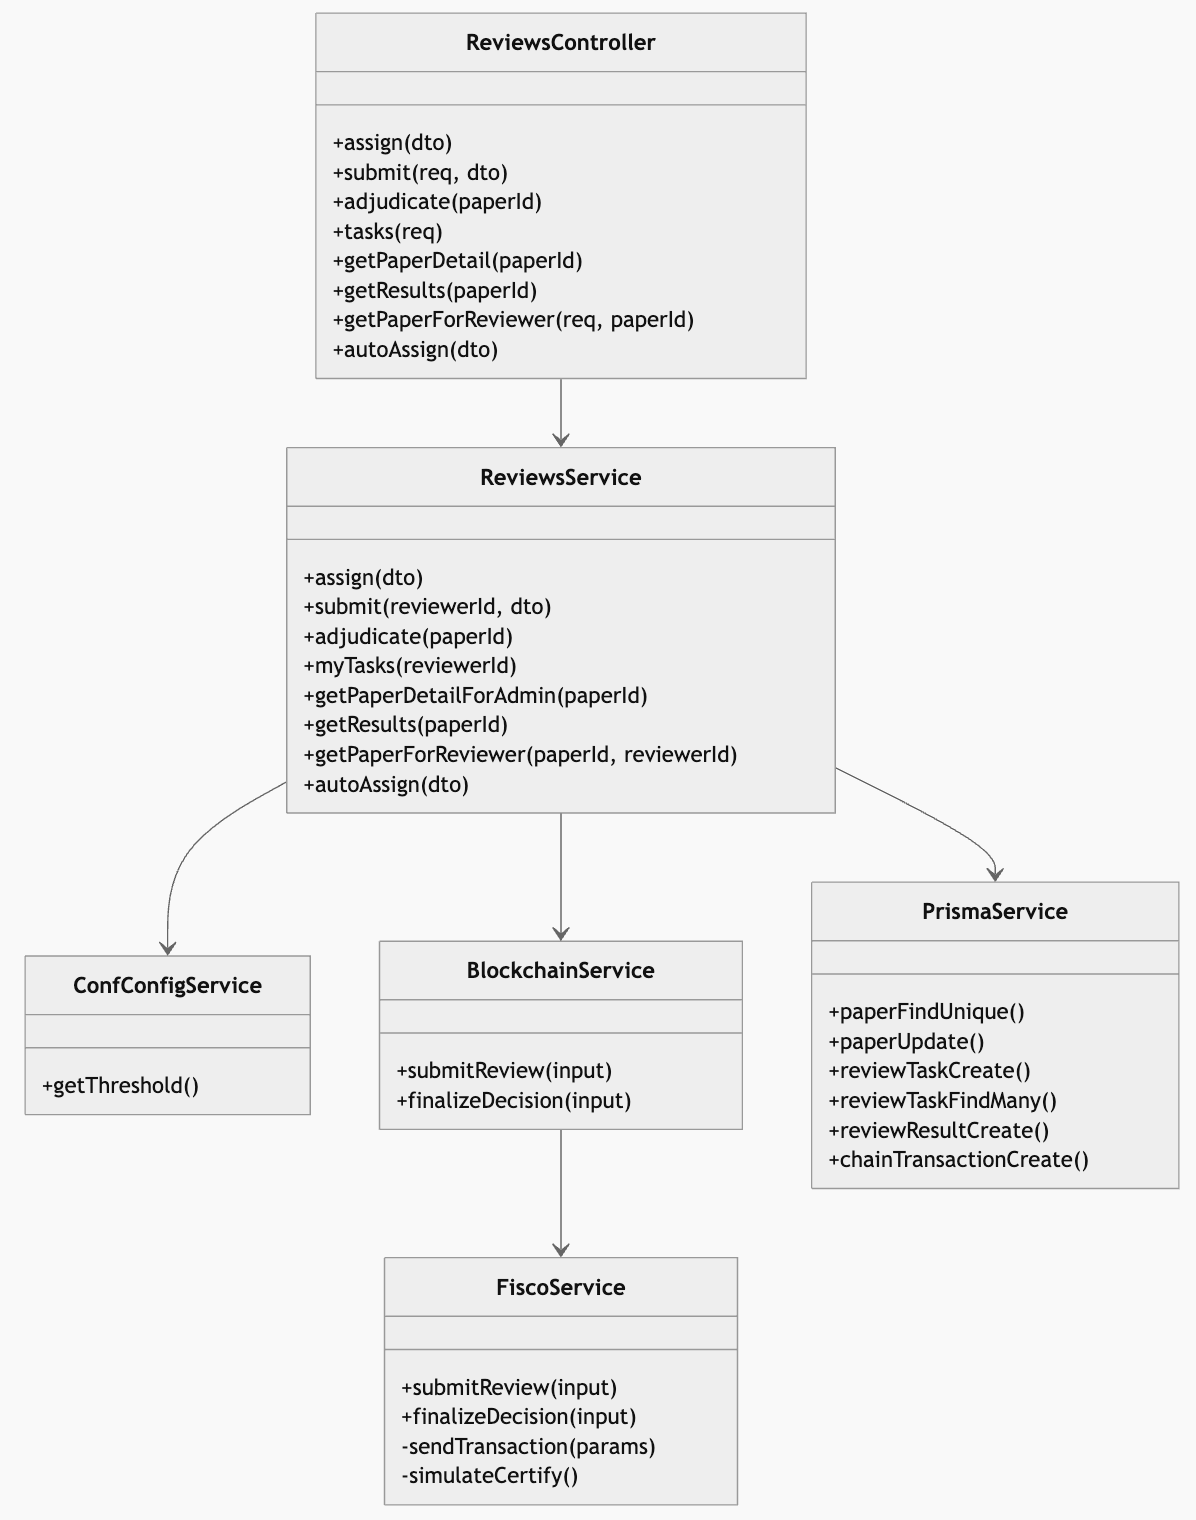 ReviewsController
+assign(dto)
+submit(req, dto)
+adjudicate(paperId)
+tasks(req)
+getPaperDetail(paperId)
+getResults(paperId)
+getPaperForReviewer(req, paperId)
+autoAssign(dto)
ReviewsService
+assign(dto)
+submit(reviewerId, dto)
+adjudicate(paperId)
+myTasks(reviewerId)
+getPaperDetailForAdmin(paperId)
+getResults(paperId)
+getPaperForReviewer(paperId, reviewerId)
+autoAssign(dto)
ConfConfigService
+getThreshold()
BlockchainService
+submitReview(input)
+finalizeDecision(input)
PrismaService
+paperFindUnique()
+paperUpdate()
+reviewTaskCreate()
+reviewTaskFindMany()
+reviewResultCreate()
+chainTransactionCreate()
FiscoService
+submitReview(input)
+finalizeDecision(input)
-sendTransaction(params)
-simulateCertify()